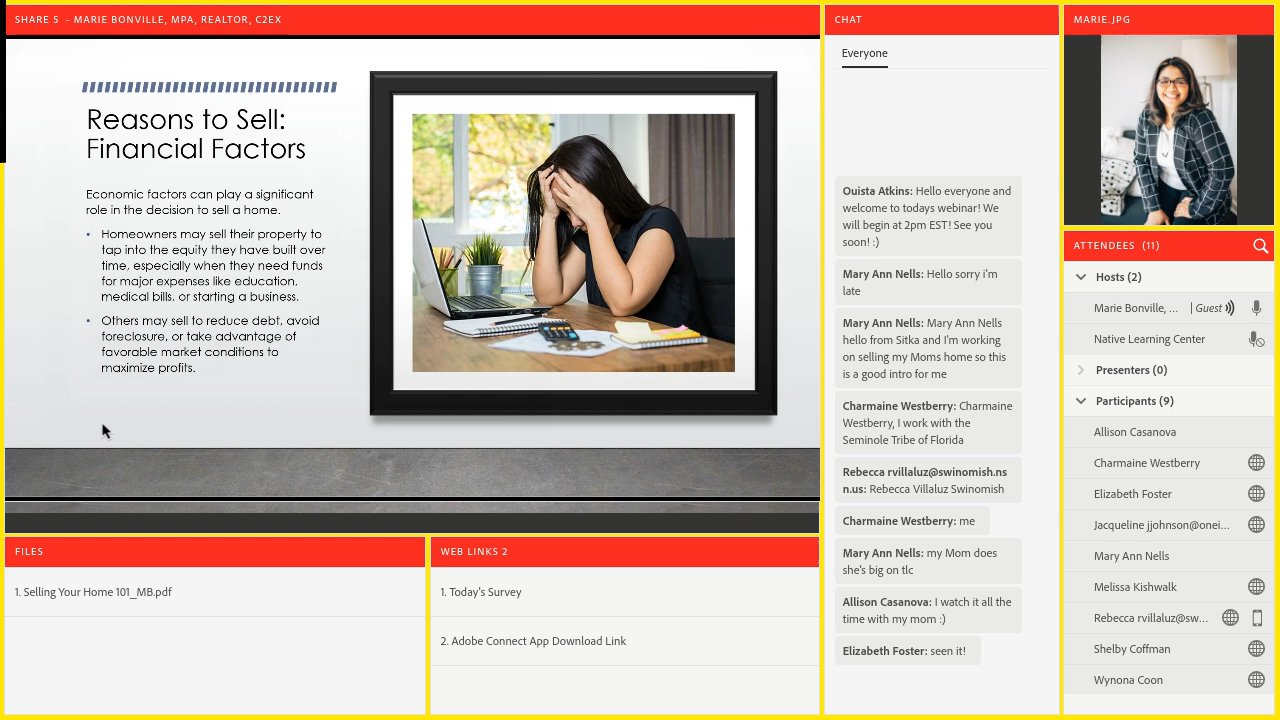 SHARE 5 - MARIE BONVILLE, MPA, REALTOR, C2EX
Reasons to Sell:
Financial Factors
Economic factors can play a significant
role in the decision to sell a home.
• Homeowners may sell their property to
tap into the equity they have built over
time, especially when they need funds
for major expenses like education,
medical bills, or starting a business.
• Others may sell to reduce debt, avoid
foreclosure, or take advantage of
favorable market conditions to
maximize profits.
FILES
1. Selling Your Home 101_MB.pdf
WEB LINKS 2
1. Today's Survey
2. Adobe Connect App Download Link
CHAT
Everyone
Ouista Atkins: Hello everyone and
welcome to todays webinar! We
will begin at 2pm EST! See you
soon! :)
Mary Ann Nells: Hello sorry i'm
late
Mary Ann Nells: Mary Ann Nells
hello from Sitka and I'm working
on selling my Moms home so this
is a good intro for me
Charmaine Westberry: Charmaine
Westberry, I work with the
Seminole Tribe of Florida
Rebecca rvillaluz@swinomish.ns
n.us: Rebecca Villaluz Swinomish
Charmaine Westberry: me
Mary Ann Nells: my Mom does
she's big on tlc
Allison Casanova: I watch it all the
time with my mom :)
Elizabeth Foster: seen it!
MARIE.JPG
ATTENDEES (11)
Hosts (2)
Marie Bonville, ... | Guest
Native Learning Center
Presenters (0)
Participants (9)
Allison Casanova
Charmaine Westberry
Elizabeth Foster
Jacqueline jjohnson@onei...
Mary Ann Nells
Melissa Kishwalk
Rebecca rvillaluz@sw...
Shelby Coffman
Wynona Coon